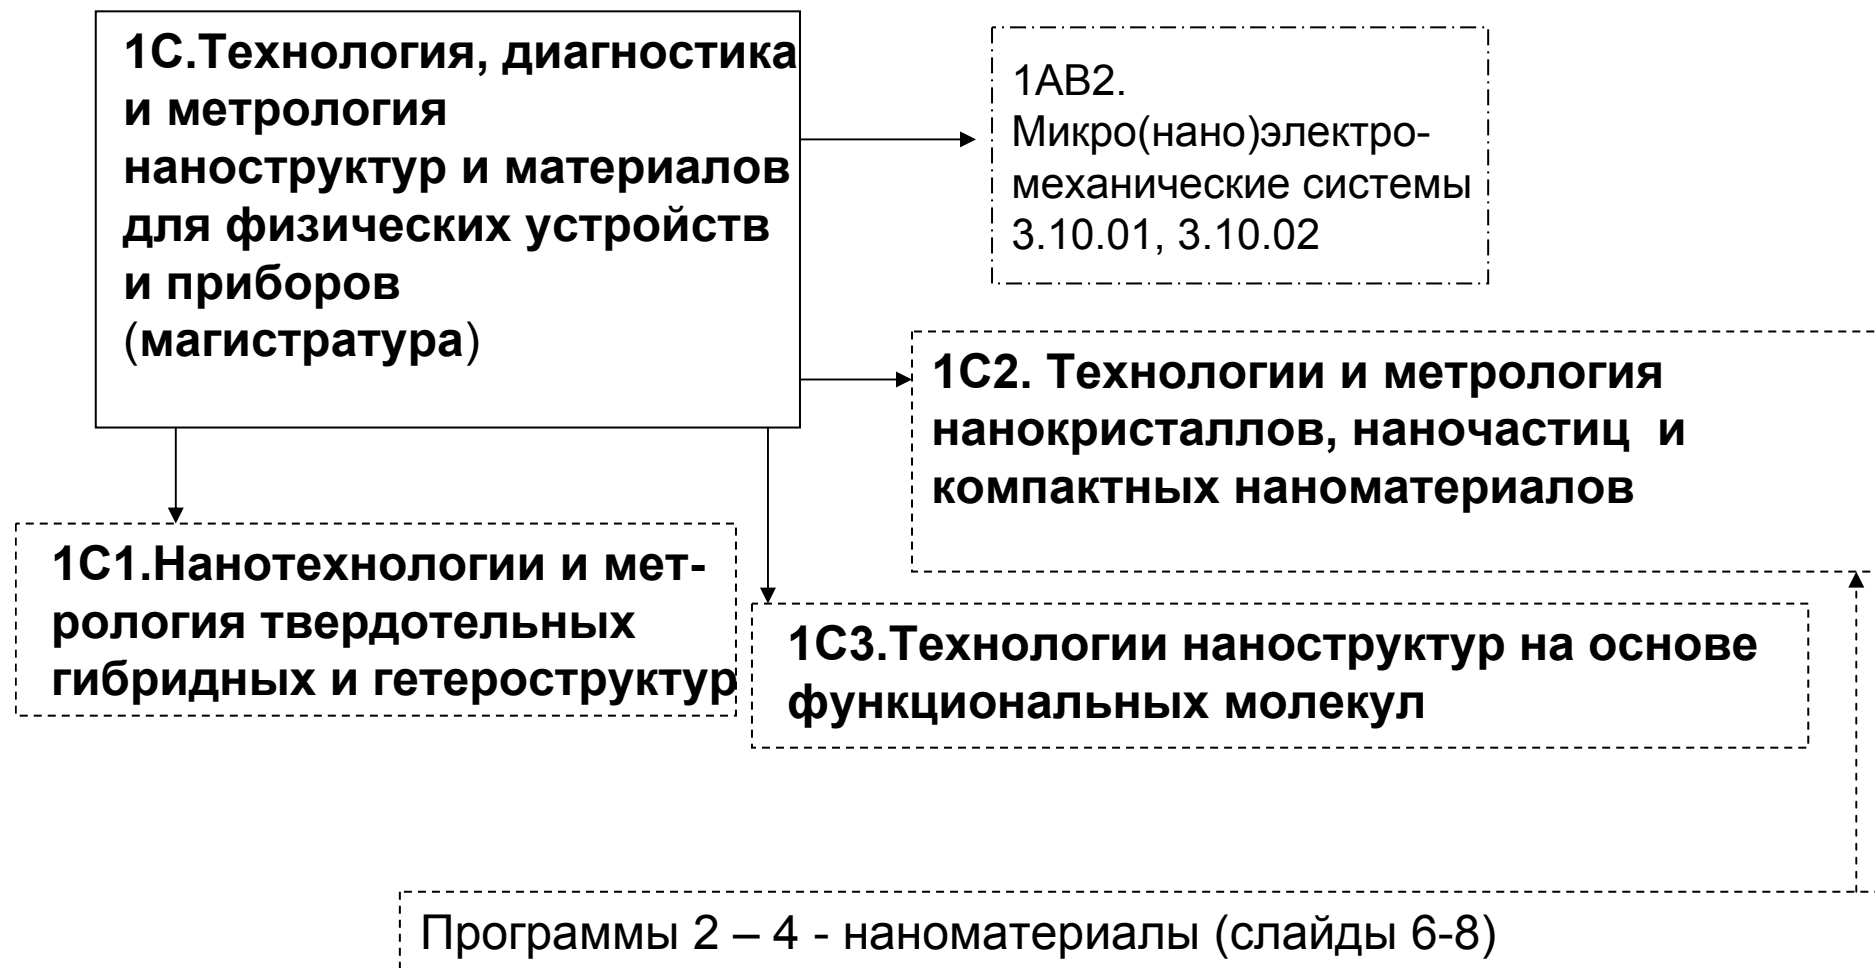 1С.Технология, диагностика
и метрология
наноструктур и материалов
для физических устройств
и приборов
(магистратура)
1АВ2.
Микро(нано)электро-
механические системы
3.10.01, 3.10.02
1С2. Технологии и метрология
нанокристаллов, наночастиц и
компактных наноматериалов
1С1.Нанотехнологии и мет-
рология твердотельных
гибридных и гетероструктур
1С3.Технологии наноструктур на основе
функциональных молекул
Программы 2 – 4 - наноматериалы (слайды 6-8)